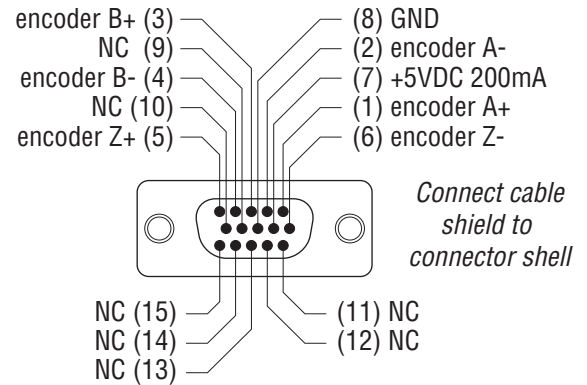 encoder B+ (3)
NC (9)
encoder B- (4)
NC (10)
encoder Z+ (5)
(8) GND
(2) encoder A-
(7) +5VDC 200mA
(1) encoder A+
(6) encoder Z-
Connect cable
shield to
connector shell
NC (15)
NC (14)
NC (13)
(11) NC
(12) NC